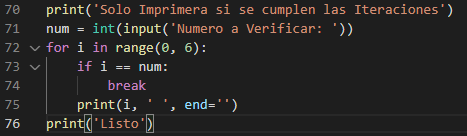 70 print('Solo Imprimera si se cumplen las Iteraciones')
71 num = int(input('Numero a Verificar: '))
72 for i in range(0, 6):
73 if i == num:
74 break
75 print(i, ' ', end='')
76 print('Listo')